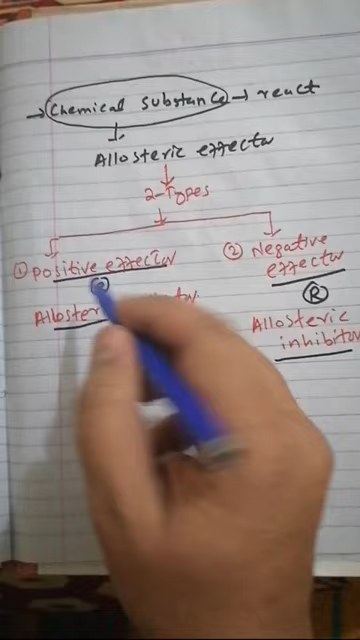 → Chemical Substance → react
Allosteric effector
2-Types
① positive effector
② Negative effector
Ⓡ
Allosteric inhibitor